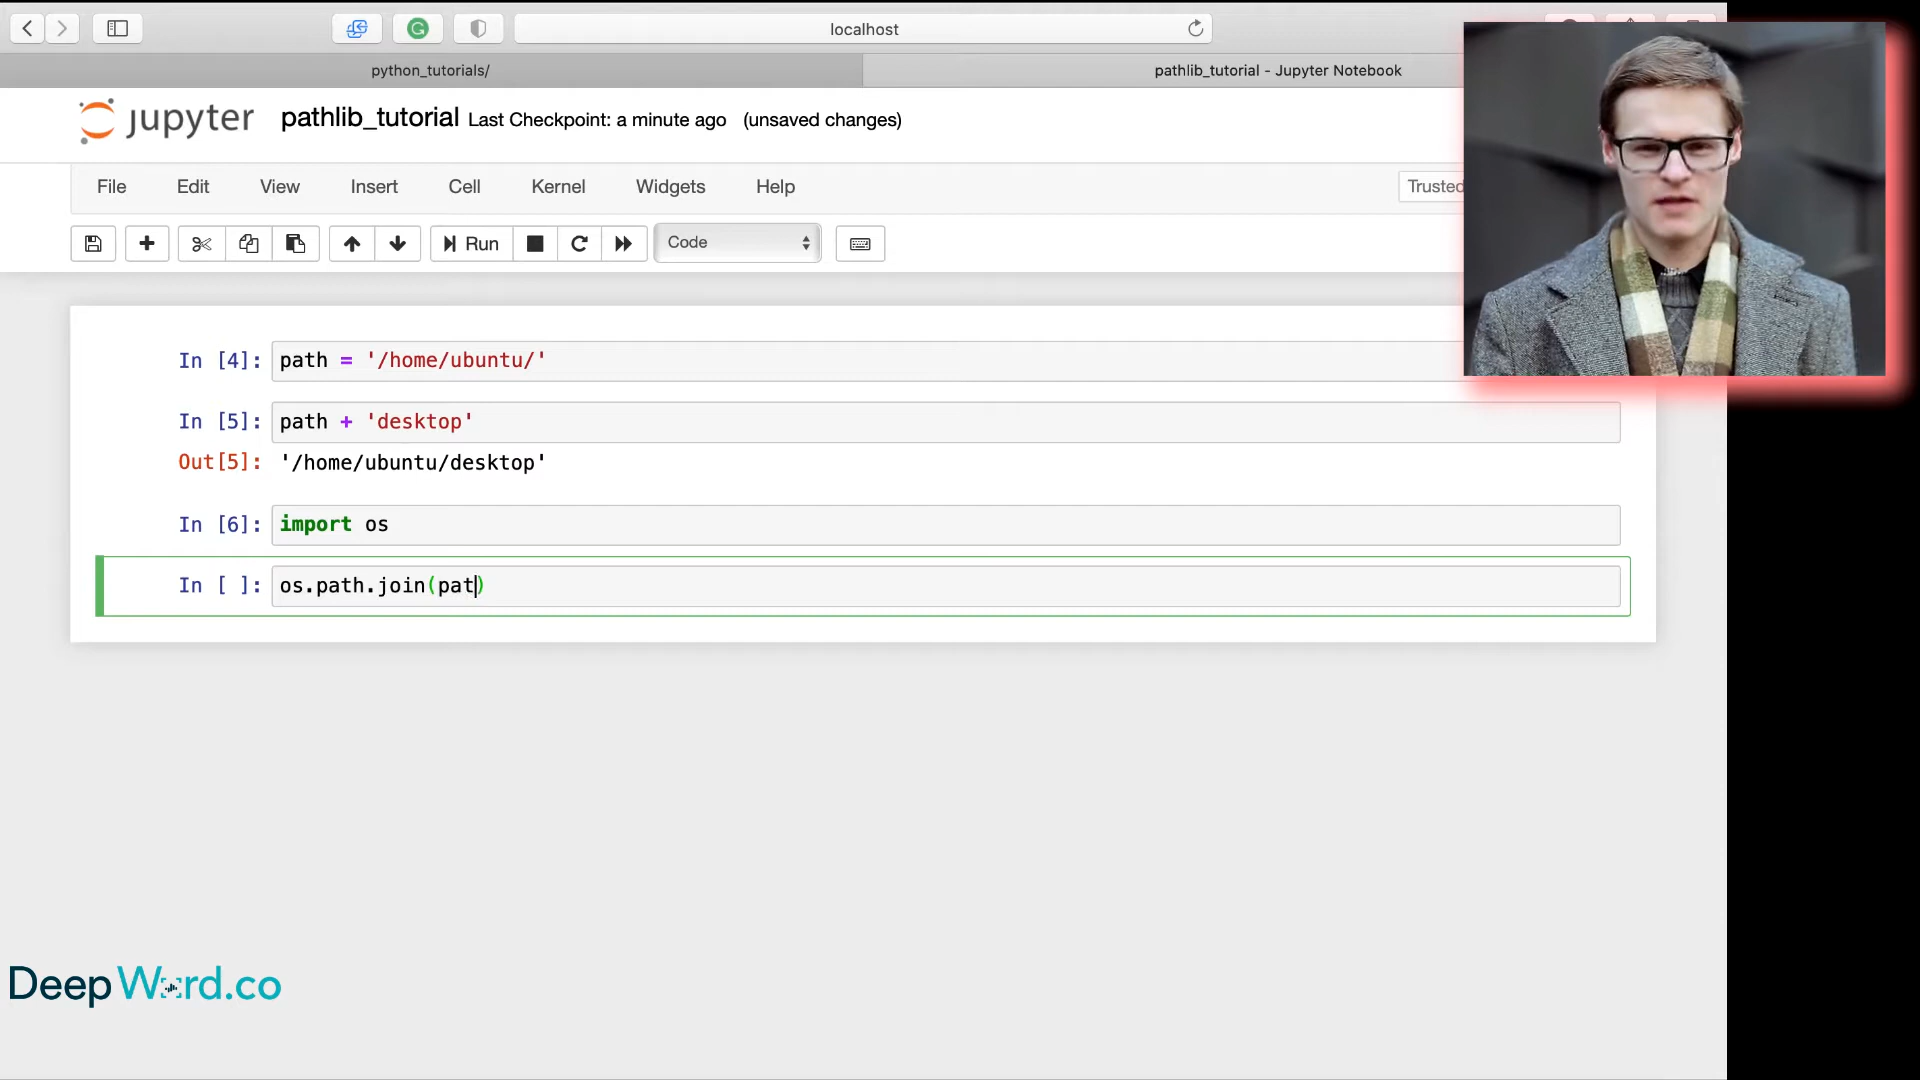 localhost
python_tutorials/
pathlib_tutorial - Jupyter Notebook
jupyter pathlib_tutorial Last Checkpoint: a minute ago (unsaved changes)
File Edit View Insert Cell Kernel Widgets Help Trusted
Run Code
In [4]: path = '/home/ubuntu/'
In [5]: path + 'desktop'
Out[5]: '/home/ubuntu/desktop'
In [6]: import os
In [ ]: os.path.join(pat)
DeepWord.co